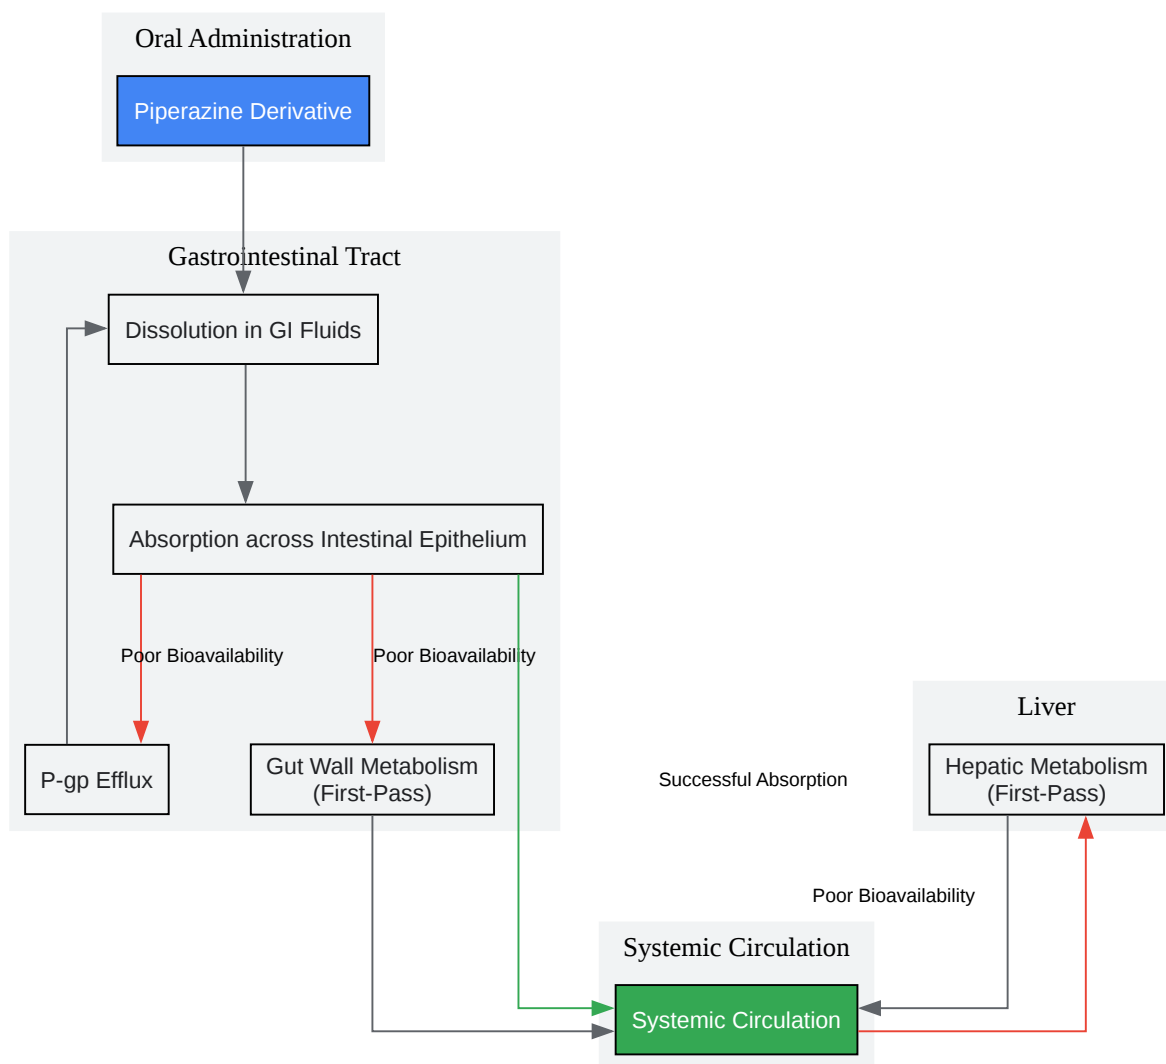 Oral Administration
Piperazine Derivative
Gastrointestinal Tract
Dissolution in GI Fluids
Absorption across Intestinal Epithelium
Poor Bioavailability
Poor Bioavailability
P-gp Efflux
Gut Wall Metabolism
(First-Pass)
Successful Absorption
Liver
Hepatic Metabolism
(First-Pass)
Poor Bioavailability
Systemic Circulation
Systemic Circulation